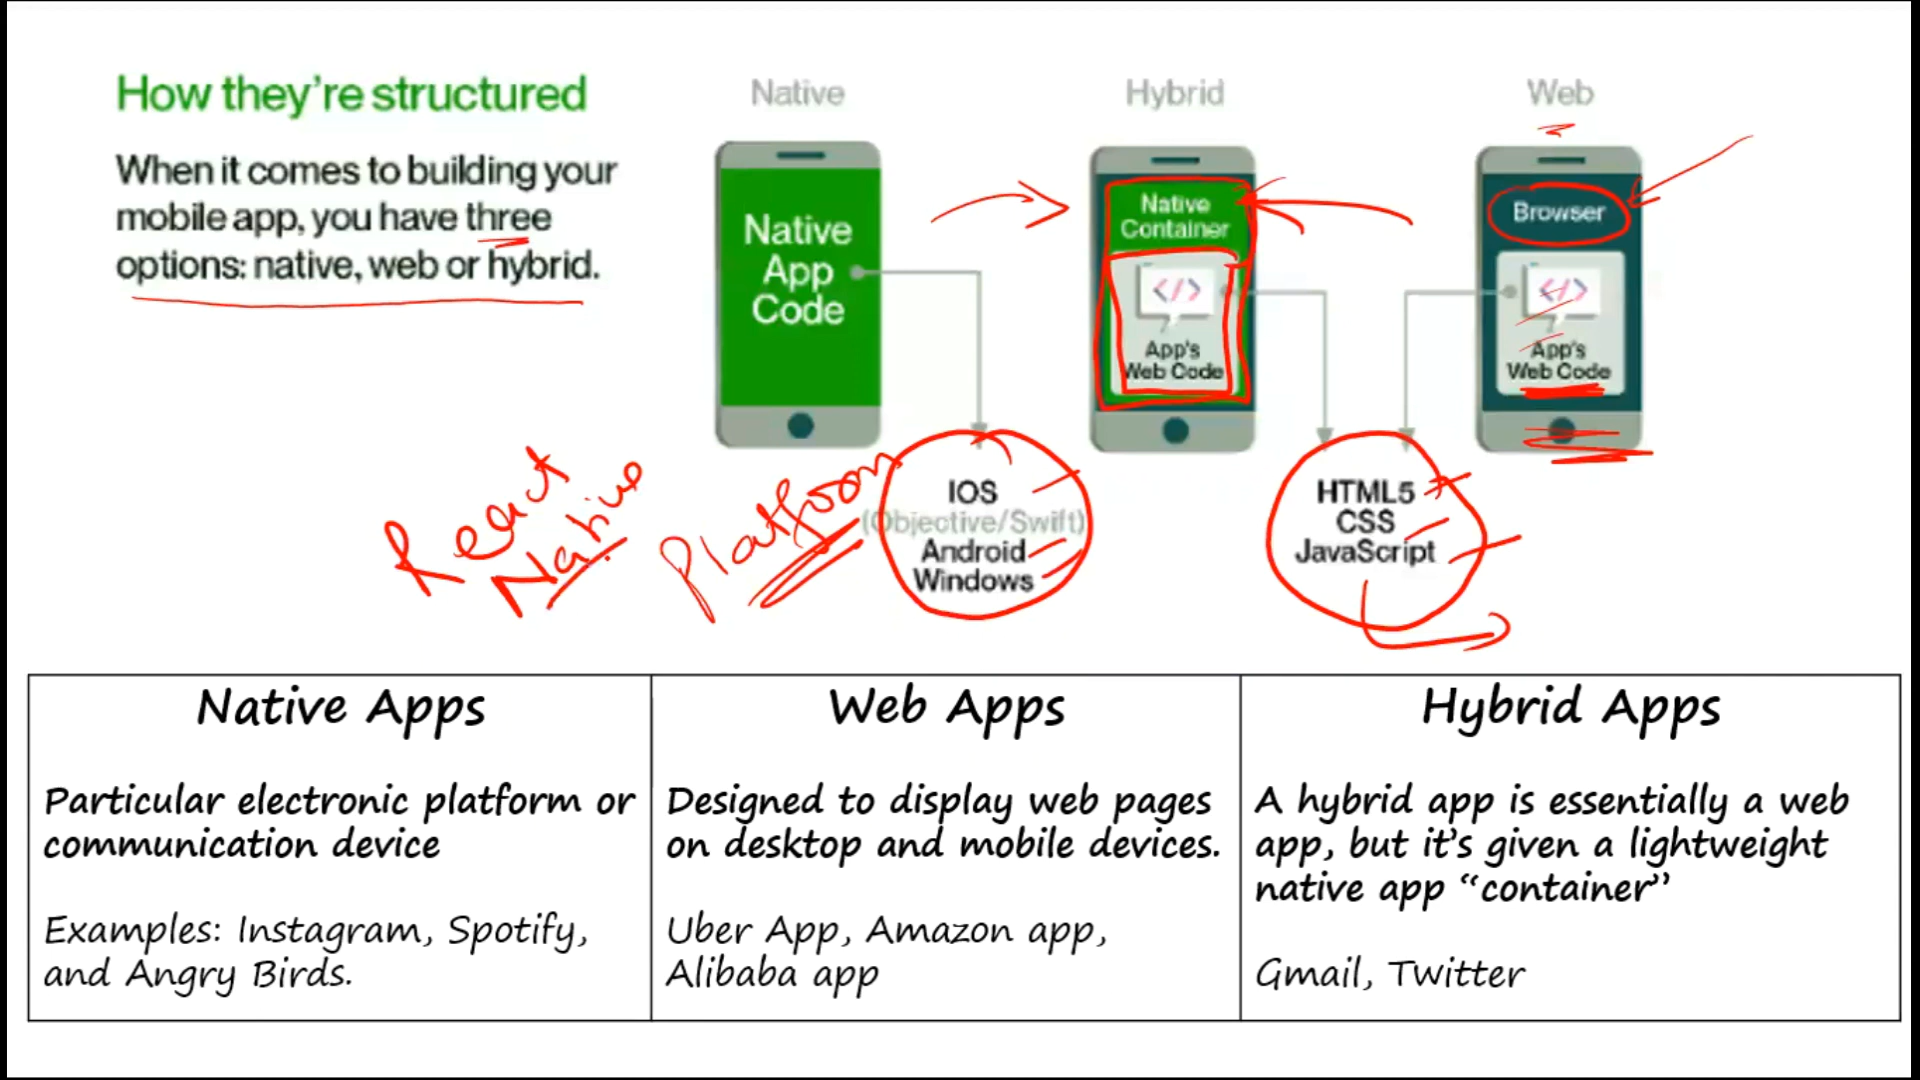 How they're structured
When it comes to building your
mobile app, you have three
options: native, web or hybrid.
Native
Native
App
Code
Hybrid
Native
Container
</>
App's
Web Code
Web
Browser
</>
App's
Web Code
React
Native
Platform
IOS
(Objective/Swift)
Android
Windows
HTML5
CSS
JavaScript
Native Apps
Particular electronic platform or
communication device
Examples: Instagram, Spotify,
and Angry Birds.
Web Apps
Designed to display web pages
on desktop and mobile devices.
Uber App, Amazon app,
Alibaba app
Hybrid Apps
A hybrid app is essentially a web
app, but it's given a lightweight
native app “container”
Gmail, Twitter